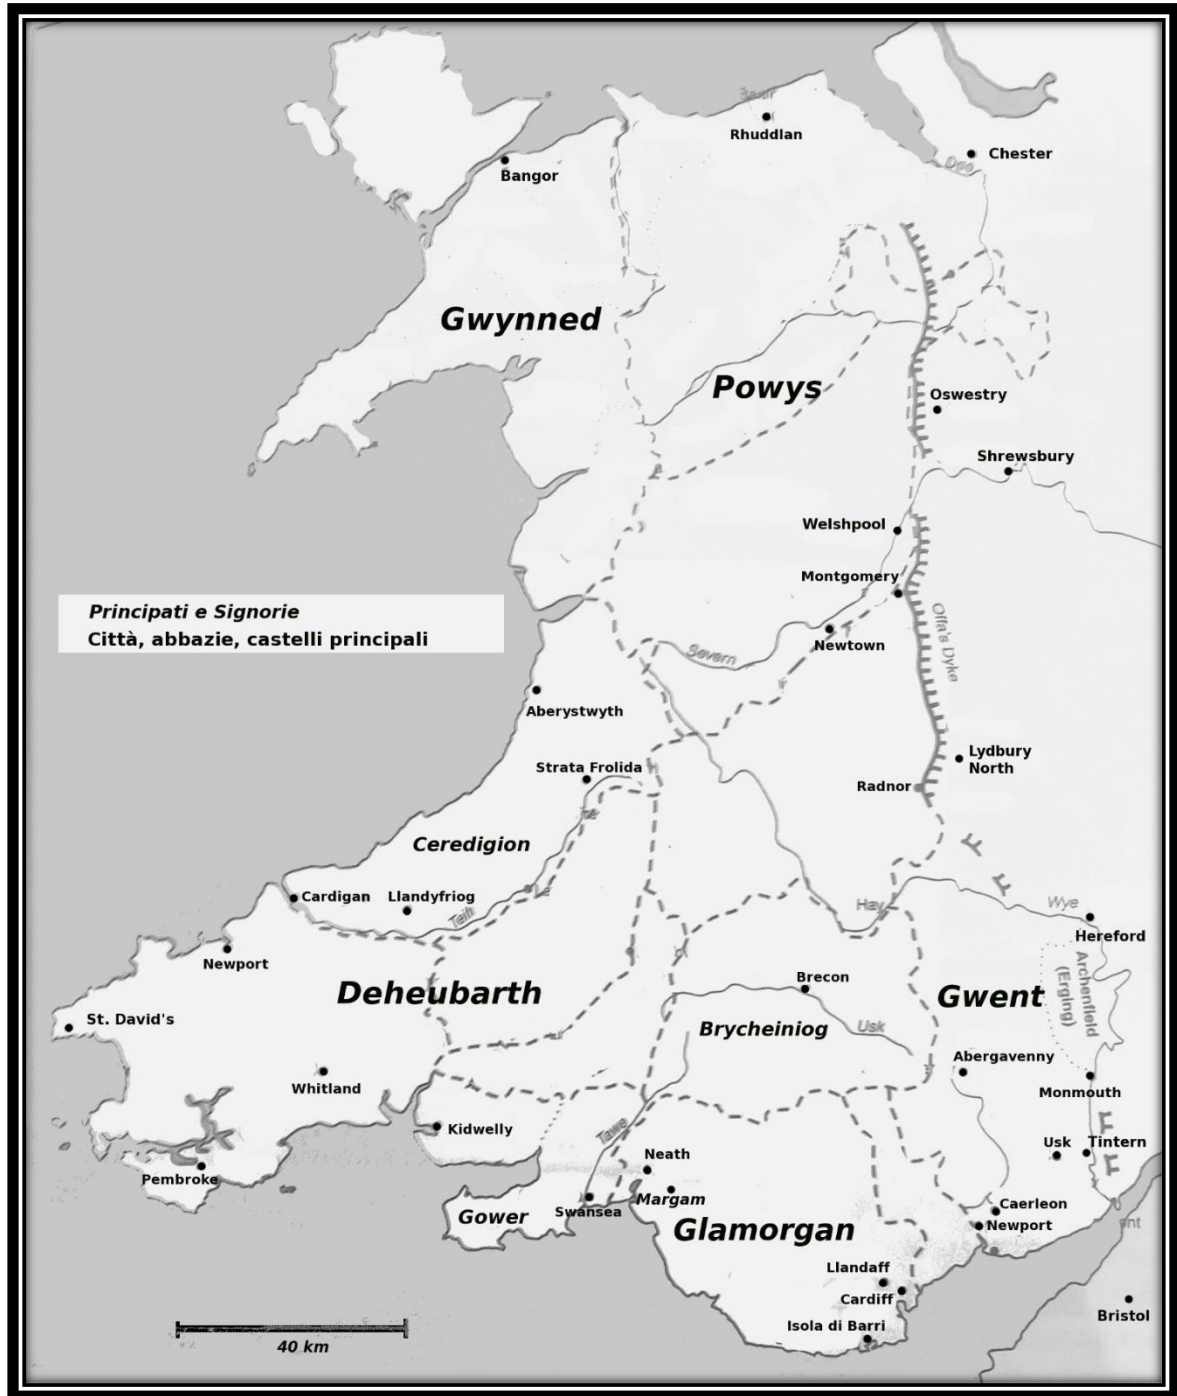 Rhuddlan
Dee
Chester
Bangor
Gwynned
Powys
Oswestry
Shrewsbury
Welshpool
Montgomery
Principati e Signorie
Città, abbazie, castelli principali
Offa's Dyke
Newtown
Severn
Aberystwyth
Lydbury
North
Strata Frolida
Radnor
Ceredigion
Cardigan
Llandyfriog
Teifi
Hay
Wye
Hereford
Newport
Archenfield
(Erging)
Brecon
Deheubarth
Gwent
St. David's
Brycheiniog
Usk
Abergavenny
Whitland
Monmouth
Kidwelly
Tawe
Usk
Tintern
Neath
Pembroke
Margam
Swansea
Gower
Caerleon
Newport
Glamorgan
Llandaff
Cardiff
Isola di Barri
Bristol
40 km